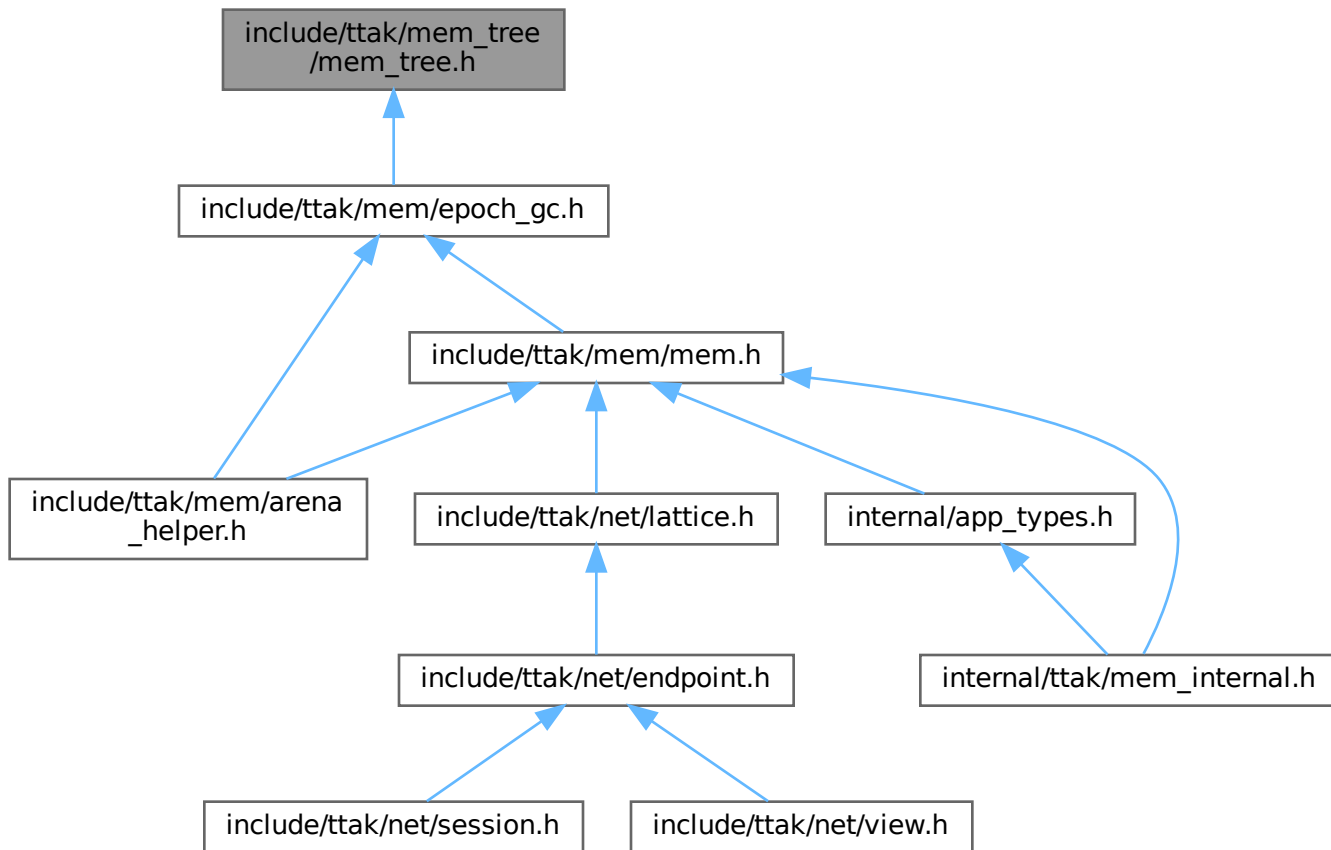 include/ttak/mem_tree
/mem_tree.h
include/ttak/mem/epoch_gc.h
include/ttak/mem/mem.h
include/ttak/mem/arena
_helper.h
include/ttak/net/lattice.h
internal/app_types.h
include/ttak/net/endpoint.h
internal/ttak/mem_internal.h
include/ttak/net/session.h
include/ttak/net/view.h